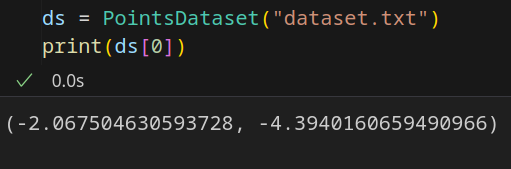 ds = PointsDataset("dataset.txt")
print(ds[0])
0.0s
(-2.067504630593728, -4.3940160659490966)